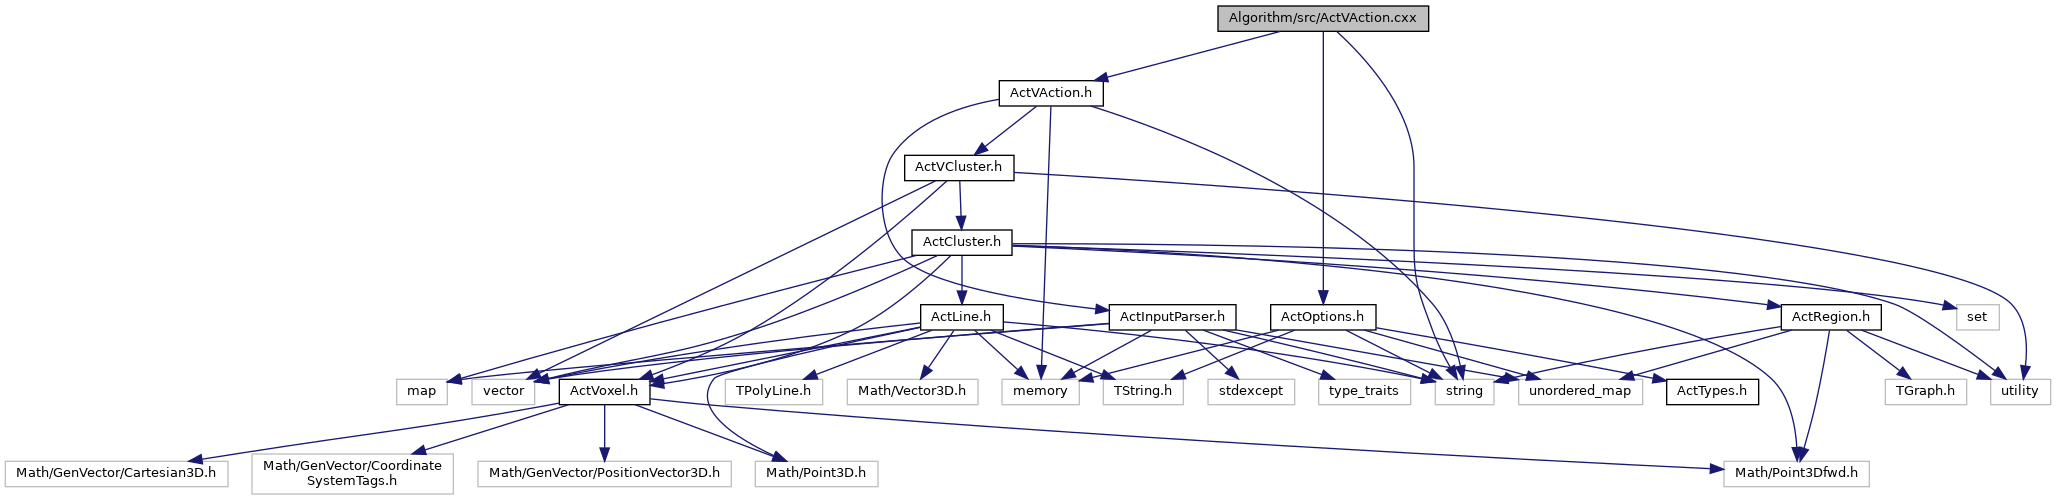 Algorithm/src/ActVAction.cxx
ActVAction.h
ActVCluster.h
ActCluster.h
ActLine.h
ActInputParser.h
ActOptions.h
ActRegion.h
set
map
vector
ActVoxel.h
TPolyLine.h
Math/Vector3D.h
memory
TString.h
stdexcept
type_traits
string
unordered_map
ActTypes.h
TGraph.h
utility
Math/GenVector/Cartesian3D.h
Math/GenVector/Coordinate
SystemTags.h
Math/GenVector/PositionVector3D.h
Math/Point3D.h
Math/Point3Dfwd.h